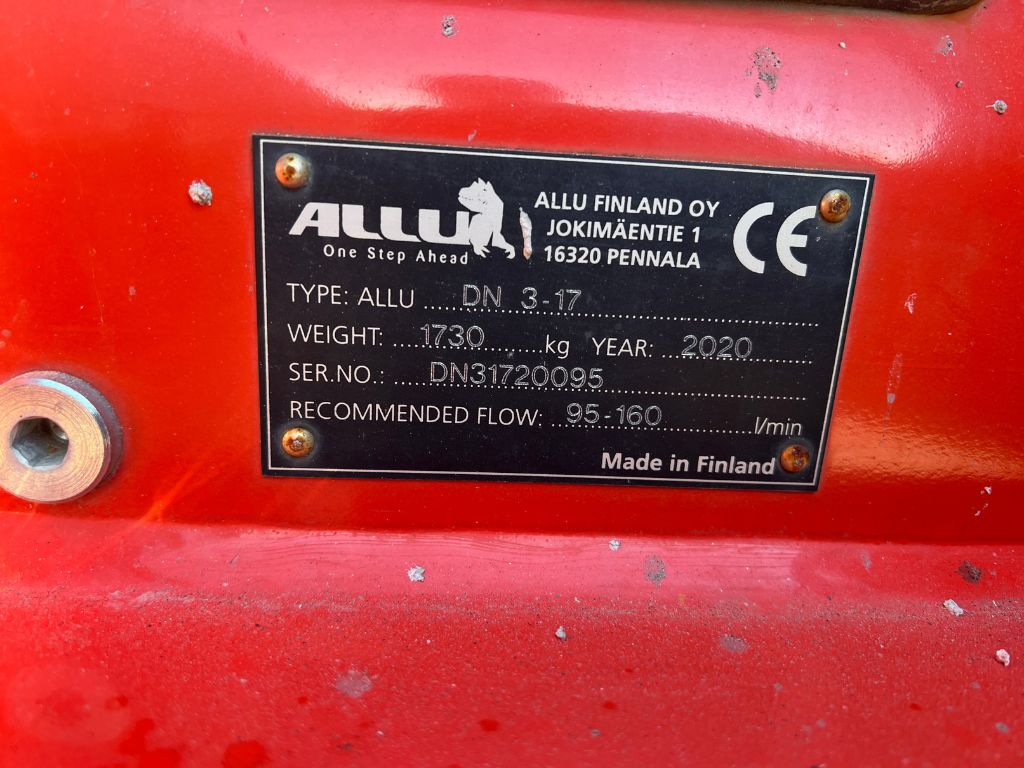 ALLU
One Step Ahead
ALLU FINLAND OY
JOKIMÄENTIE 1
16320 PENNALA
CE
TYPE: ALLU ....DN 3-17
WEIGHT: ....1730..........kg YEAR: ...2020
SER.NO.: ....DN31720095
RECOMMENDED FLOW: ..95-160...............l/min
Made in Finland